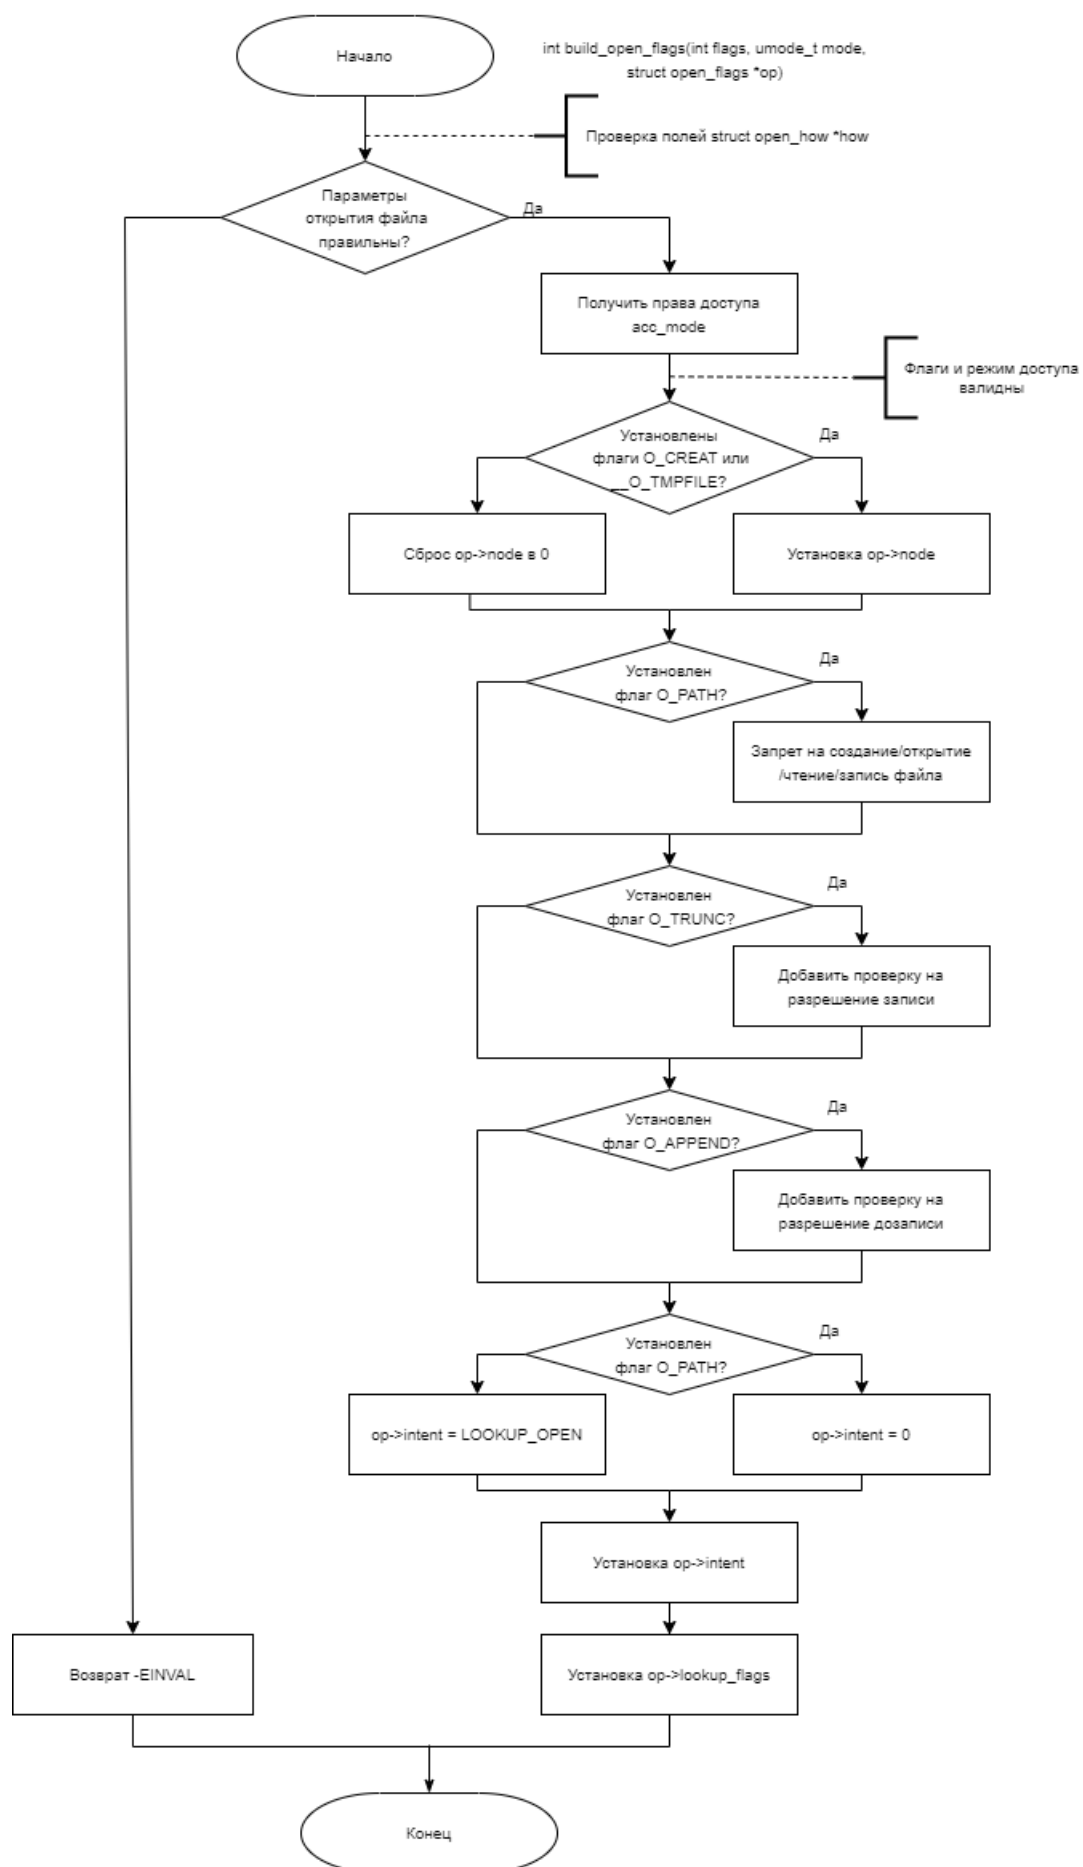 Начало
int build_open_flags(int flags, umode_t mode,
struct open_flags *op)
Проверка полей struct open_how *how
Параметры
открытия файла
правильны?
Да
Получить права доступа
acc_mode
Флаги и режим доступа
валидны
Установлены
флаги O_CREAT или
__O_TMPFILE?
Да
Сброс op->node в 0
Установка op->node
Установлен
флаг O_PATH?
Да
Запрет на создание/открытие
/чтение/запись файла
Установлен
флаг O_TRUNC?
Да
Добавить проверку на
разрешение записи
Установлен
флаг O_APPEND?
Да
Добавить проверку на
разрешение дозаписи
Установлен
флаг O_PATH?
Да
op->intent = LOOKUP_OPEN
op->intent = 0
Установка op->intent
Возврат -EINVAL
Установка op->lookup_flags
Конец